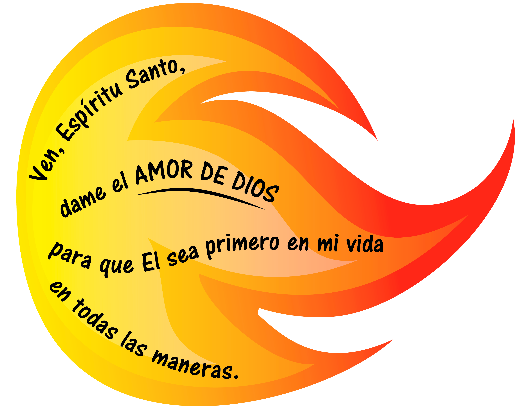 Ven, Espíritu Santo,
dame el AMOR DE DIOS
para que El sea primero en mi vida
en todas las maneras.